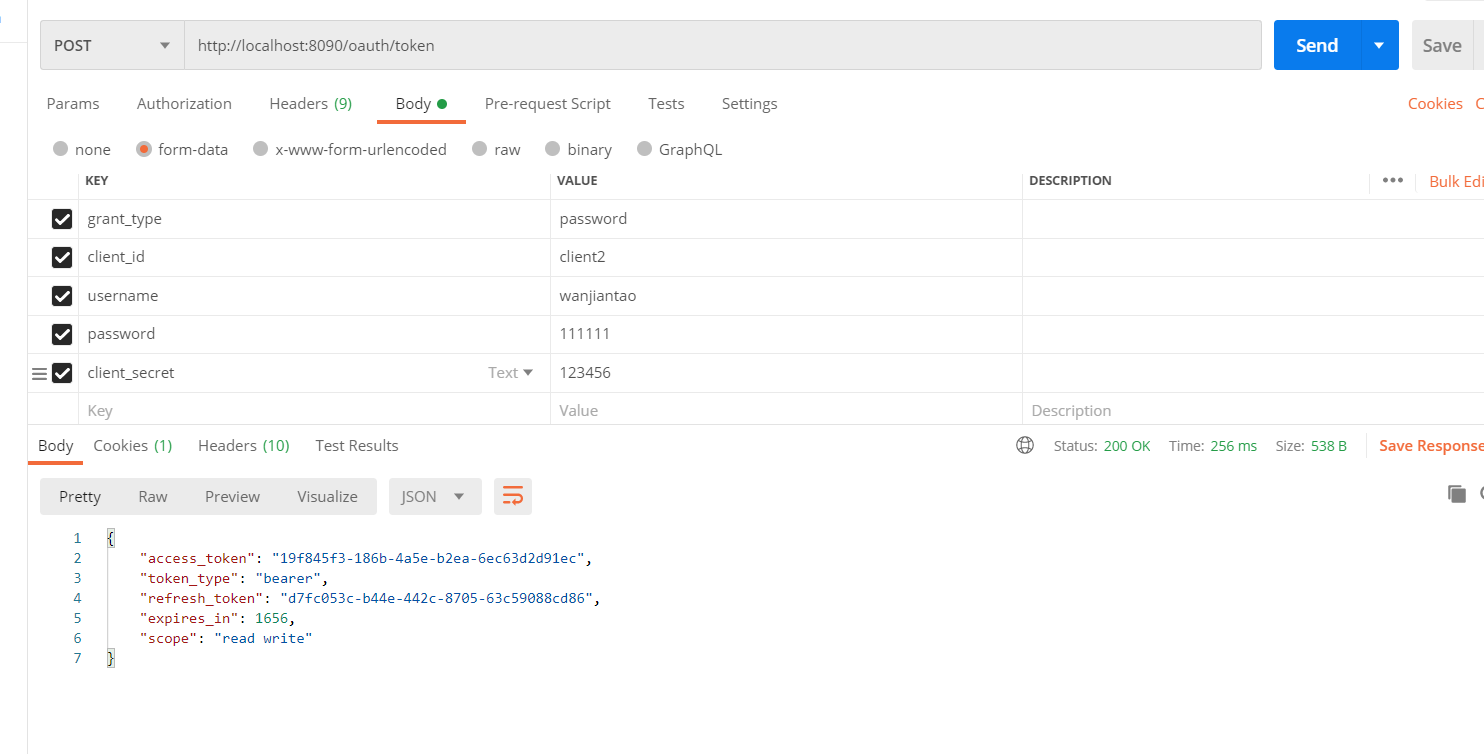 POST http://localhost:8090/oauth/token Send Save
Params Authorization Headers (9) Body Pre-request Script Tests Settings Cookies
none form-data x-www-form-urlencoded raw binary GraphQL
KEY VALUE DESCRIPTION ••• Bulk Edi
grant_type password
client_id client2
username wanjiantao
password 111111
client_secret Text 123456
Key Value Description
Body Cookies (1) Headers (10) Test Results Status: 200 OK Time: 256 ms Size: 538 B Save Response
Pretty Raw Preview Visualize JSON
1 {
2 "access_token": "19f845f3-186b-4a5e-b2ea-6ec63d2d91ec",
3 "token_type": "bearer",
4 "refresh_token": "d7fc053c-b44e-442c-8705-63c59088cd86",
5 "expires_in": 1656,
6 "scope": "read write"
7 }